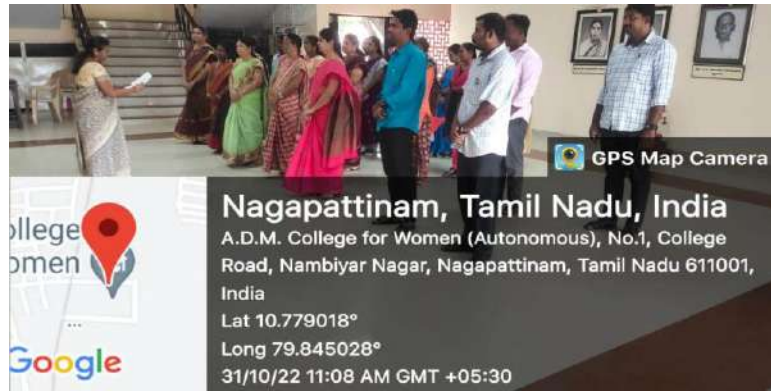 GPS Map Camera
ollege
omen
Google
Nagapattinam, Tamil Nadu, India
A.D.M. College for Women (Autonomous), No.1, College
Road, Nambiyar Nagar, Nagapattinam, Tamil Nadu 611001,
India
Lat 10.779018°
Long 79.845028°
31/10/22 11:08 AM GMT +05:30